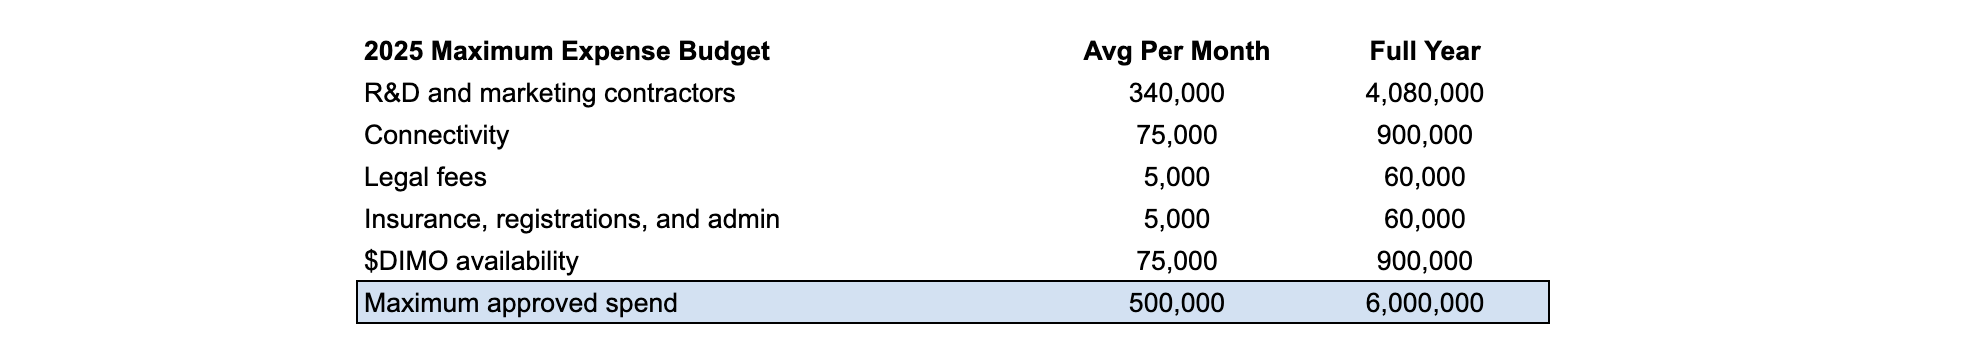 2025 Maximum Expense Budget Avg Per Month Full Year
R&D and marketing contractors 340,000 4,080,000
Connectivity 75,000 900,000
Legal fees 5,000 60,000
Insurance, registrations, and admin 5,000 60,000
$DIMO availability 75,000 900,000
Maximum approved spend 500,000 6,000,000